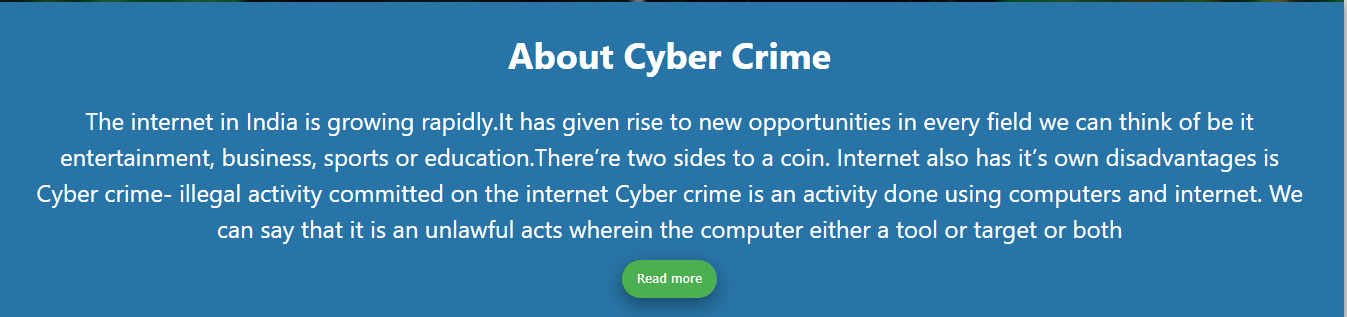 About Cyber Crime
The internet in India is growing rapidly.It has given rise to new opportunities in every field we can think of be it
entertainment, business, sports or education.There’re two sides to a coin. Internet also has it’s own disadvantages is
Cyber crime- illegal activity committed on the internet Cyber crime is an activity done using computers and internet. We
can say that it is an unlawful acts wherein the computer either a tool or target or both
Read more